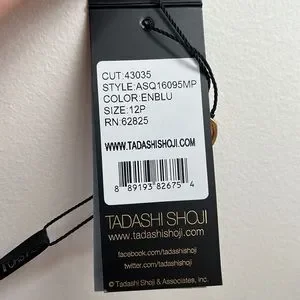 CUT:43035
STYLE:ASQ16095MP
COLOR:ENBLU
SIZE:12P
RN:62825
WWW.TADASHISHOJI.COM
8 89193 82675 4
TADASHI SHOJI
www.tadashishoji.com
facebook.com/tadashishoji
twitter.com/tadashishoji
© Tadashi Shoji & Associates, Inc.